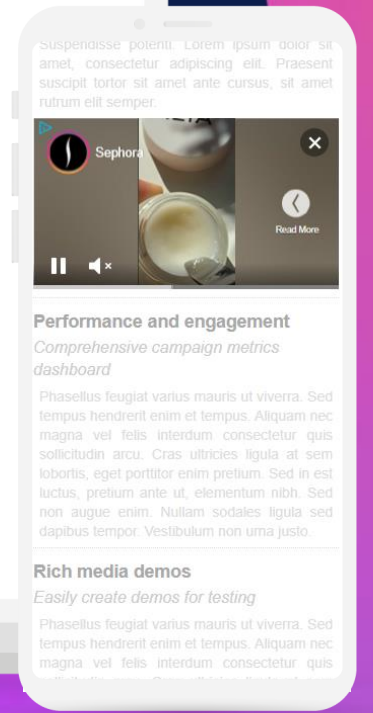 Suspendisse potenti. Lorem ipsum dolor sit
amet, consectetur adipiscing elit. Praesent
suscipit tortor sit amet ante cursus, sit amet
rutrum elit semper.
Sephora
Read More
Performance and engagement
Comprehensive campaign metrics
dashboard
Phasellus feugiat varius mauris ut viverra. Sed
tempus hendrerit enim et tempus. Aliquam nec
magna vel felis interdum consectetur quis
sollicitudin arcu. Cras ultricies ligula at sem
lobortis, eget porttitor enim pretium. Sed in est
luctus, pretium ante ut, elementum nibh. Sed
non augue enim. Nullam sodales ligula sed
dapibus tempor. Vestibulum non urna justo.
Rich media demos
Easily create demos for testing
Phasellus feugiat varius mauris ut viverra. Sed
tempus hendrerit enim et tempus. Aliquam nec
magna vel felis interdum consectetur quis